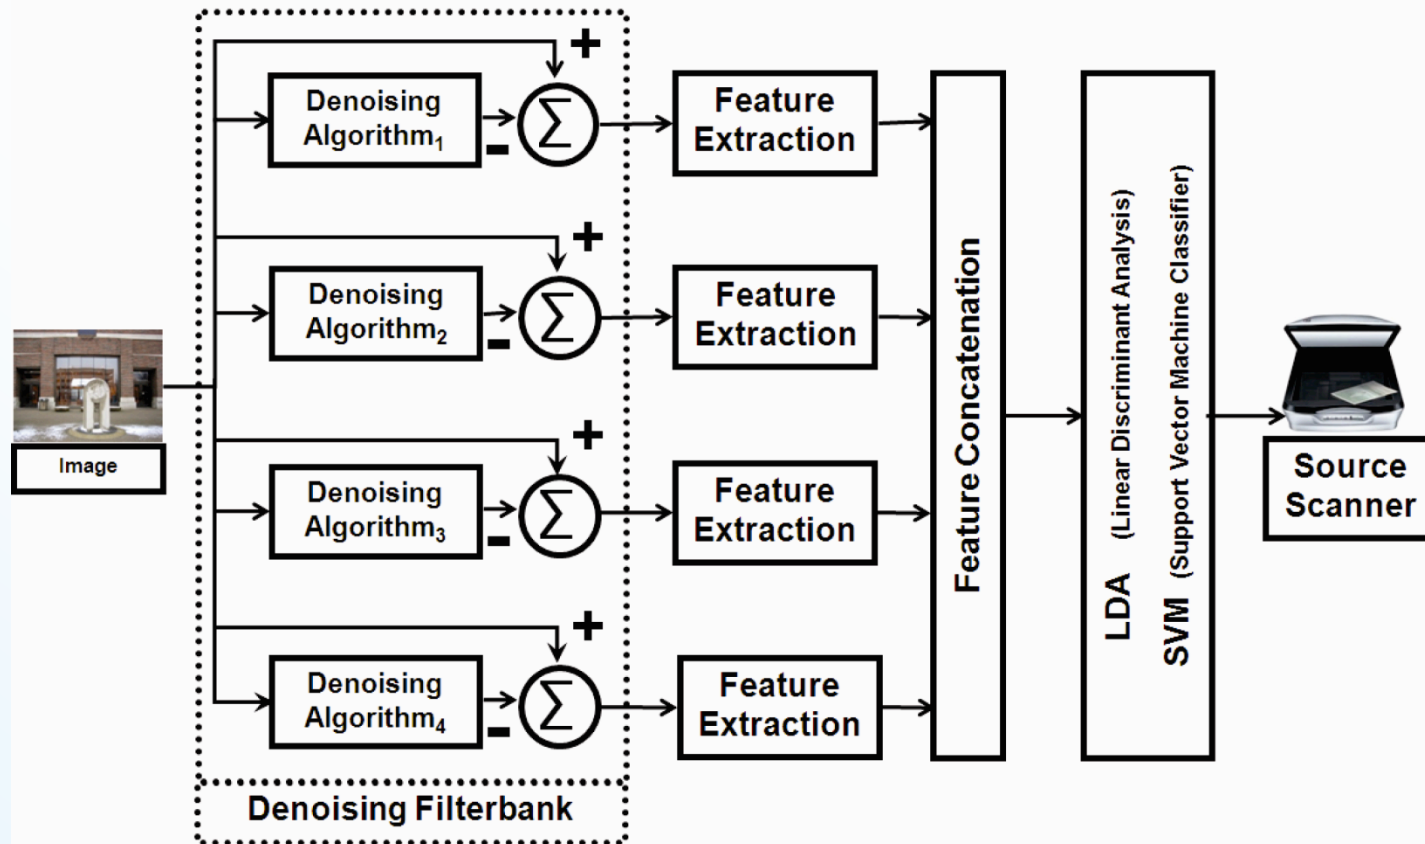 +
Denoising
Algorithm₁
-
Σ
Feature
Extraction
+
Denoising
Algorithm₂
-
Σ
Feature
Extraction
+
Denoising
Algorithm₃
-
Σ
Feature
Extraction
+
Denoising
Algorithm₄
-
Σ
Feature
Extraction
Image
Denoising Filterbank
Feature Concatenation
LDA (Linear Discriminant Analysis)
SVM (Support Vector Machine Classifier)
Source
Scanner